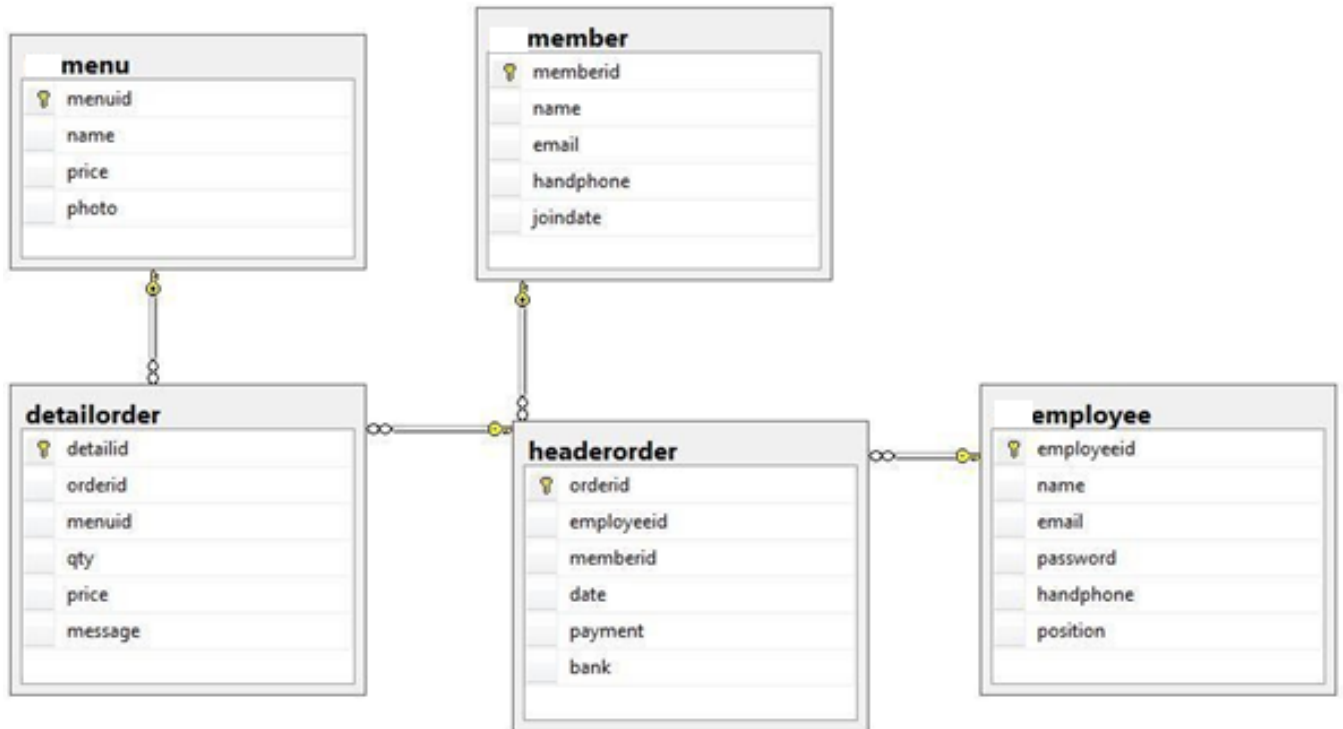 menu
menuid
name
price
photo
member
memberid
name
email
handphone
joindate
detailorder
detailid
orderid
menuid
qty
price
message
headerorder
orderid
employeeid
memberid
date
payment
bank
employee
employeeid
name
email
password
handphone
position